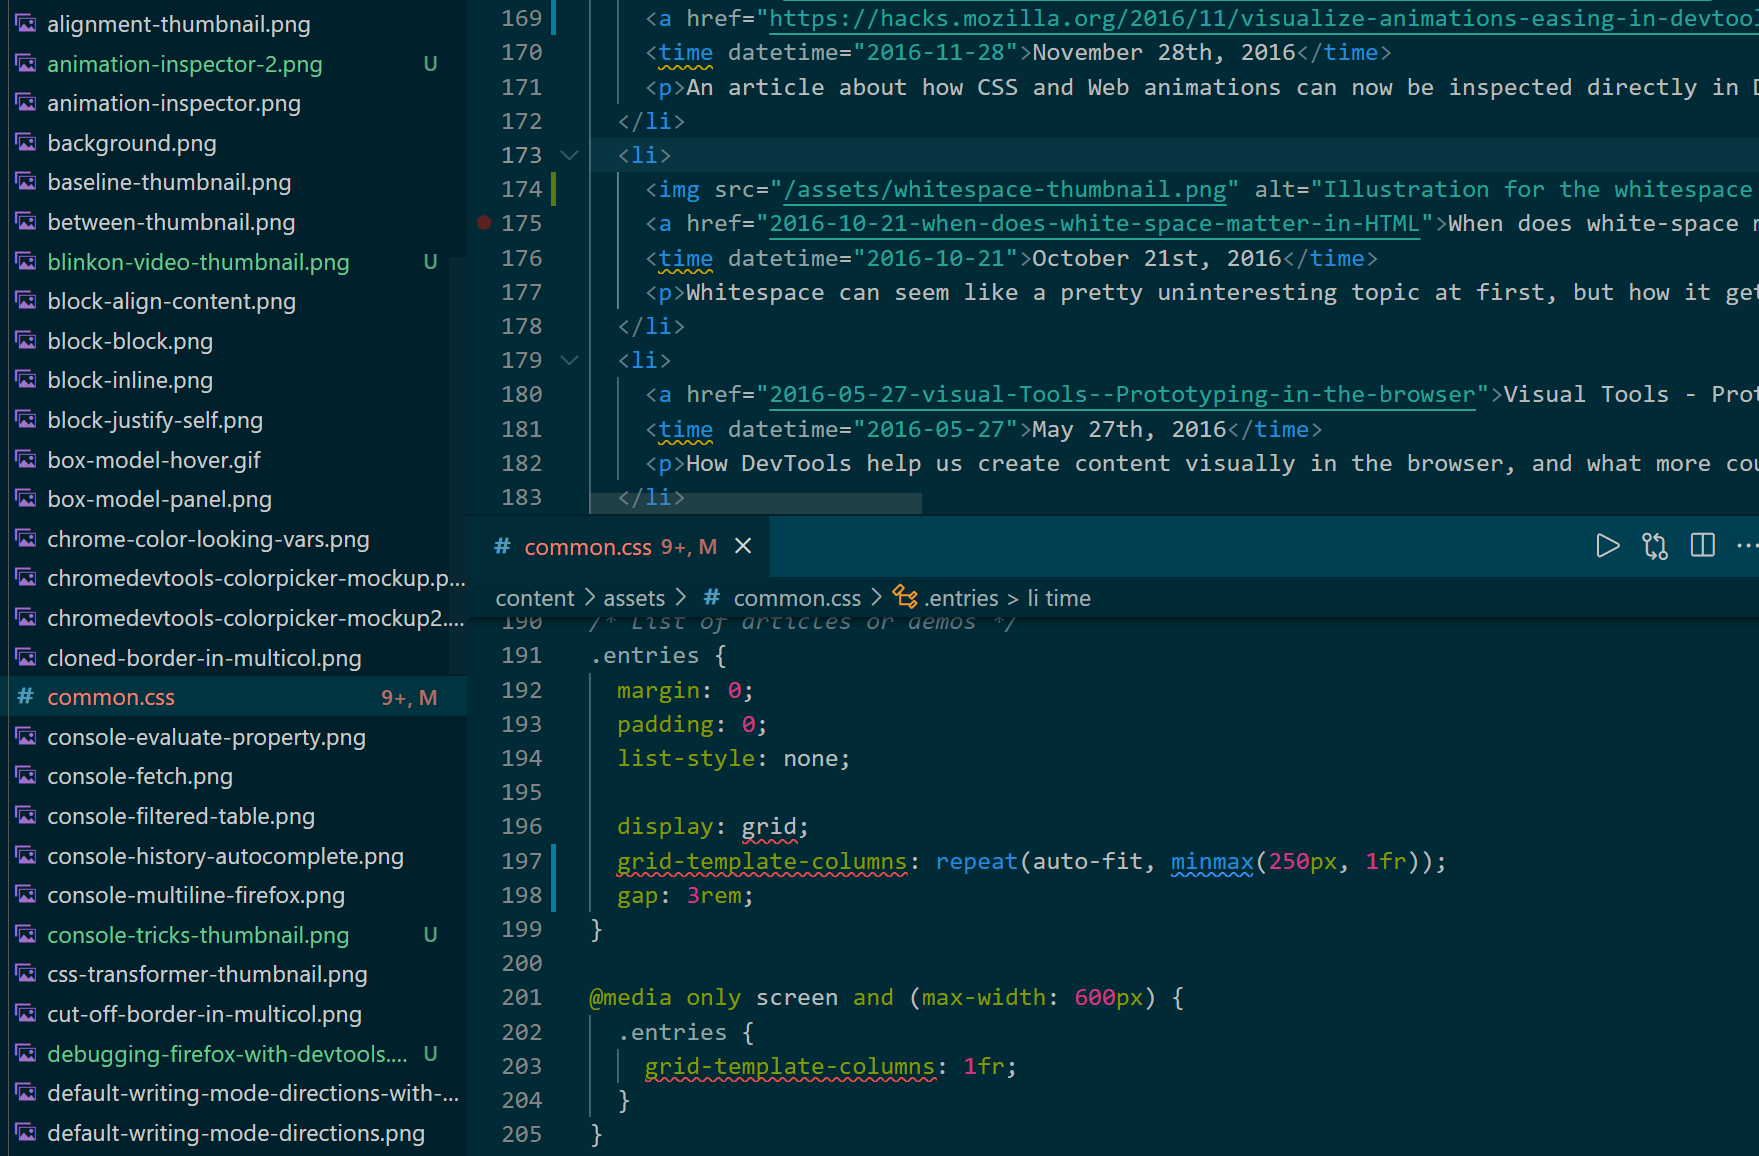 alignment-thumbnail.png
animation-inspector-2.png U
animation-inspector.png
background.png
baseline-thumbnail.png
between-thumbnail.png
blinkon-video-thumbnail.png U
block-align-content.png
block-block.png
block-inline.png
block-justify-self.png
box-model-hover.gif
box-model-panel.png
chrome-color-looking-vars.png
chromedevtools-colorpicker-mockup.p...
chromedevtools-colorpicker-mockup2....
cloned-border-in-multicol.png
# common.css 9+, M
console-evaluate-property.png
console-fetch.png
console-filtered-table.png
console-history-autocomplete.png
console-multiline-firefox.png
console-tricks-thumbnail.png U
css-transformer-thumbnail.png
cut-off-border-in-multicol.png
debugging-firefox-with-devtools.... U
default-writing-mode-directions-with-...
default-writing-mode-directions.png
169 <a href="https://hacks.mozilla.org/2016/11/visualize-animations-easing-in-devtool
170 <time datetime="2016-11-28">November 28th, 2016</time>
171 <p>An article about how CSS and Web animations can now be inspected directly in D
172 </li>
173 <li>
174 <img src="/assets/whitespace-thumbnail.png" alt="Illustration for the whitespace
175 <a href="2016-10-21-when-does-white-space-matter-in-HTML">When does white-space m
176 <time datetime="2016-10-21">October 21st, 2016</time>
177 <p>Whitespace can seem like a pretty uninteresting topic at first, but how it get
178 </li>
179 <li>
180 <a href="2016-05-27-visual-Tools--Prototyping-in-the-browser">Visual Tools - Prot
181 <time datetime="2016-05-27">May 27th, 2016</time>
182 <p>How DevTools help us create content visually in the browser, and what more cou
183 </li>
# common.css 9+, M
content > assets > # common.css > .entries > li time
190 /* List of articles or demos */
191 .entries {
192 margin: 0;
193 padding: 0;
194 list-style: none;
195
196 display: grid;
197 grid-template-columns: repeat(auto-fit, minmax(250px, 1fr));
198 gap: 3rem;
199 }
200
201 @media only screen and (max-width: 600px) {
202 .entries {
203 grid-template-columns: 1fr;
204 }
205 }